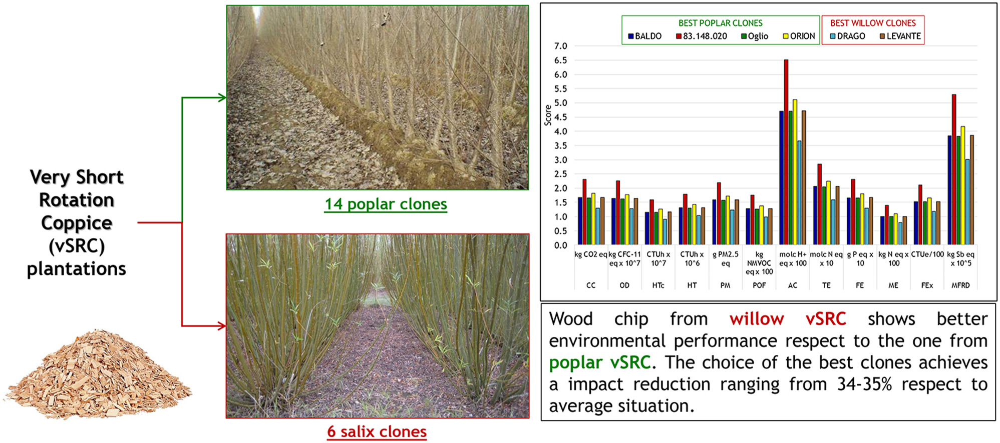 Very Short
Rotation
Coppice
(vSRC)
plantations
14 poplar clones
6 salix clones
BEST POPLAR CLONES
BALDO 83.148.020 Oglio ORION
BEST WILLOW CLONES
DRAGO LEVANTE
Score
7.0
6.5
6.0
5.5
5.0
4.5
4.0
3.5
3.0
2.5
2.0
1.5
1.0
0.5
0.0
kg CO2 eq
kg CFC-11
eq x 10^7
CTUh x
10^7
CTUh x
10^6
g PM2.5
eq
kg
NMVOC
eq x 100
molc H+
eq x 100
molc N eq
x 10
g P eq x
10
kg N eq x
100
CTUe/100
kg Sb eq
x 10^5
CC OD HTc HT PM POF AC TE FE ME FEx MFRD
Wood chip from willow vSRC shows better
environmental performance respect to the one from
poplar vSRC. The choice of the best clones achieves
a impact reduction ranging from 34-35% respect to
average situation.